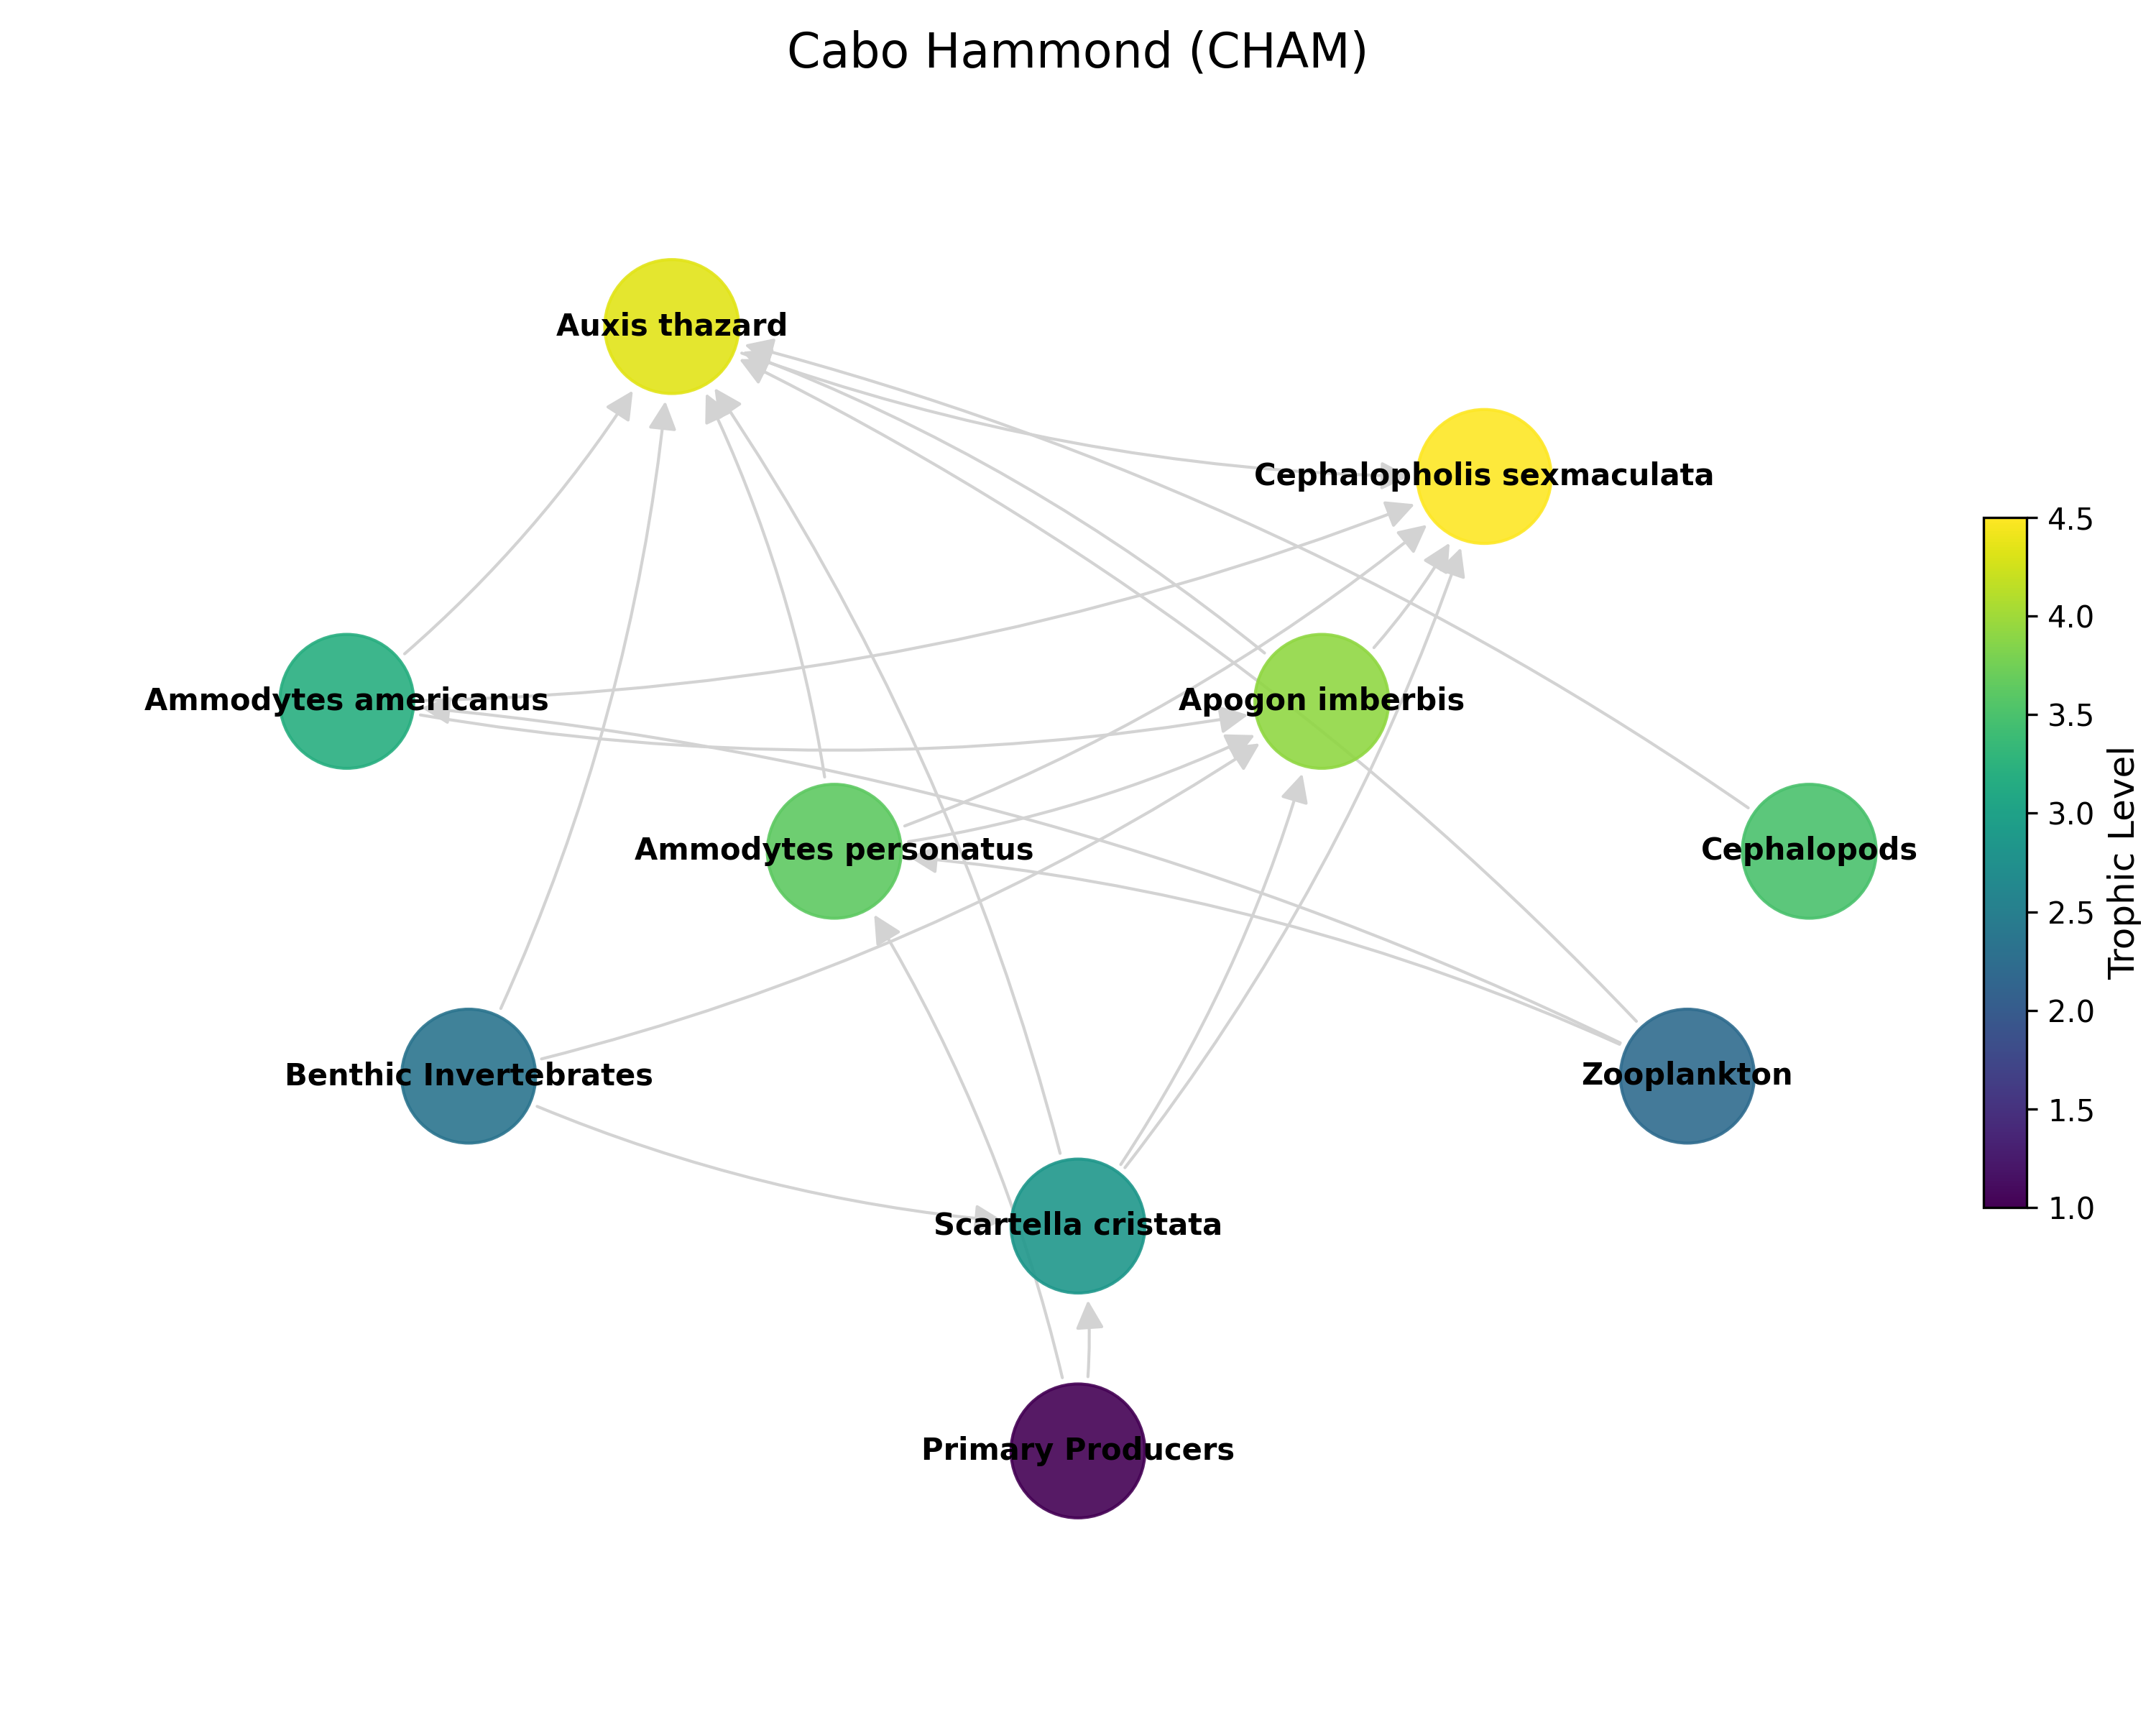 Cabo Hammond (CHAM)
Auxis thazard
Cephalopholis sexmaculata
Ammodytes americanus
Apogon imberbis
Ammodytes personatus
Cephalopods
Benthic Invertebrates
Zooplankton
Scartella cristata
Primary Producers
4.5
4.0
3.5
3.0
2.5
2.0
1.5
1.0
Trophic Level